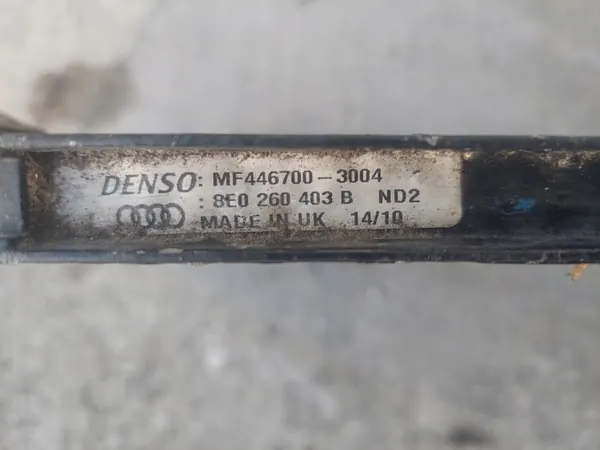 DENSO: MF446700-3004
: 8E0 260 403 B ND2
MADE IN UK 14/10